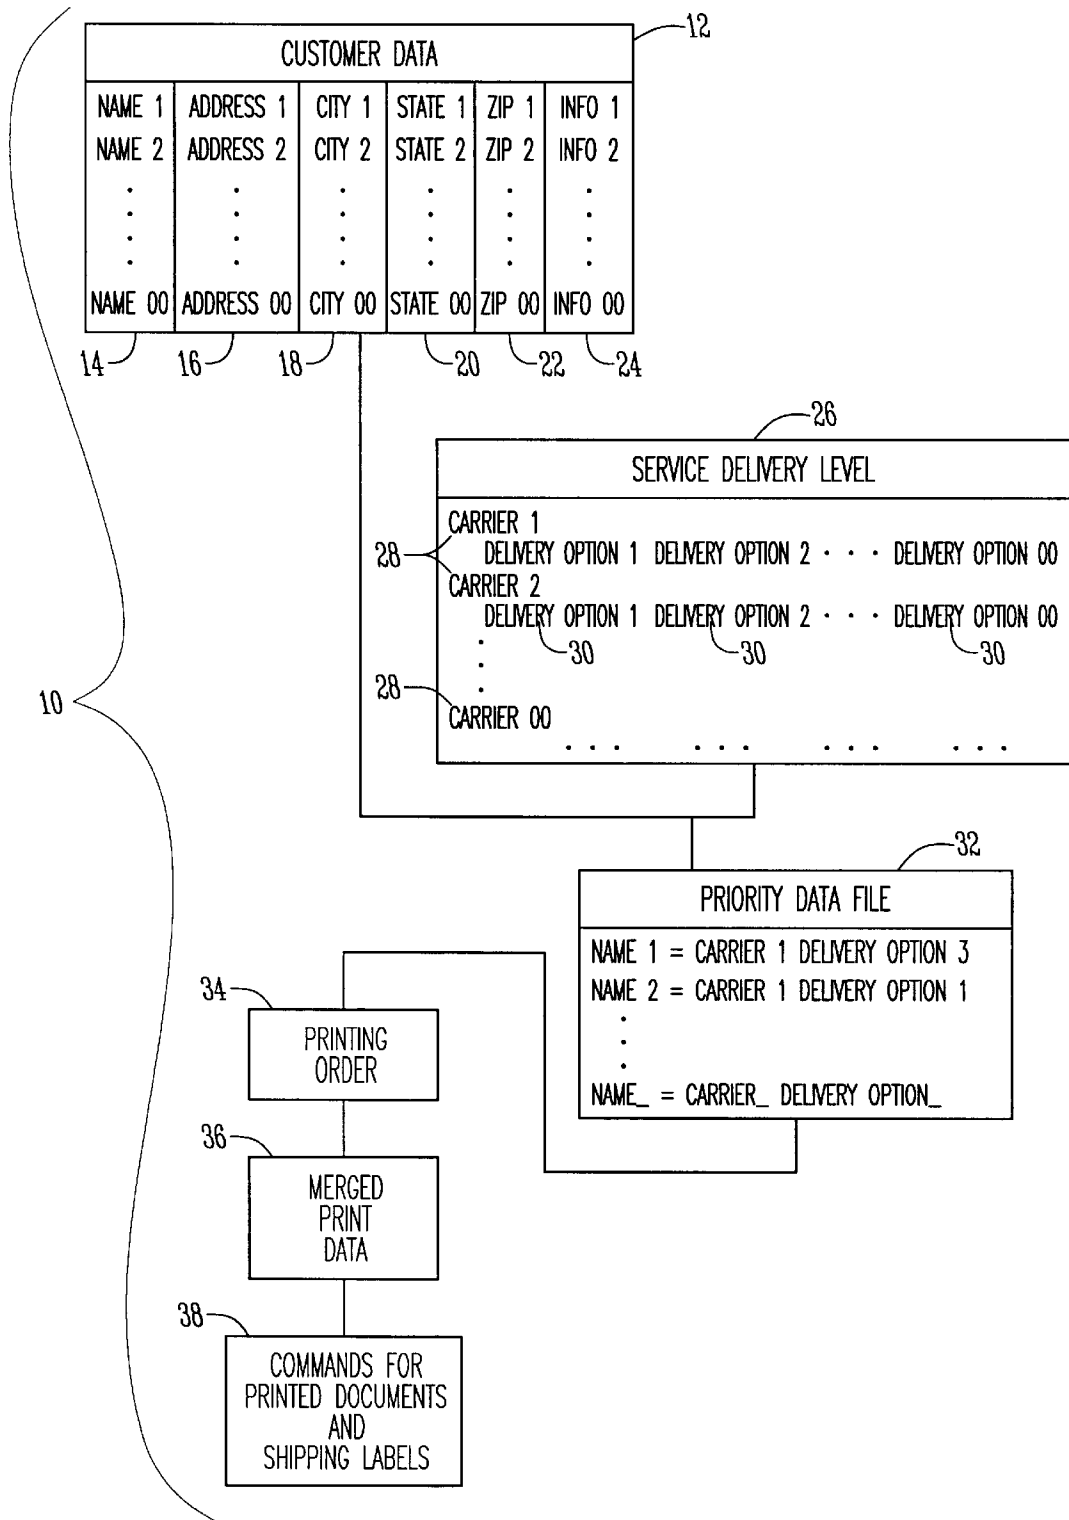 12
CUSTOMER DATA
NAME 1 ADDRESS 1 CITY 1 STATE 1 ZIP 1 INFO 1
NAME 2 ADDRESS 2 CITY 2 STATE 2 ZIP 2 INFO 2
. . . . . .
. . . . . .
. . . . . .
. . . . . .
NAME 00 ADDRESS 00 CITY 00 STATE 00 ZIP 00 INFO 00
14 16 18 20 22 24
26
SERVICE DELIVERY LEVEL
CARRIER 1
28
DELIVERY OPTION 1 DELIVERY OPTION 2 · · · DELIVERY OPTION 00
CARRIER 2
DELIVERY OPTION 1 DELIVERY OPTION 2 · · · DELIVERY OPTION 00
30 30 30
.
.
.
28
CARRIER 00
. . . . . . . . . . . .
10
32
PRIORITY DATA FILE
NAME 1 = CARRIER 1 DELIVERY OPTION 3
NAME 2 = CARRIER 1 DELIVERY OPTION 1
.
.
.
NAME_ = CARRIER_ DELIVERY OPTION_
34
PRINTING
ORDER
36
MERGED
PRINT
DATA
38
COMMANDS FOR
PRINTED DOCUMENTS
AND
SHIPPING LABELS